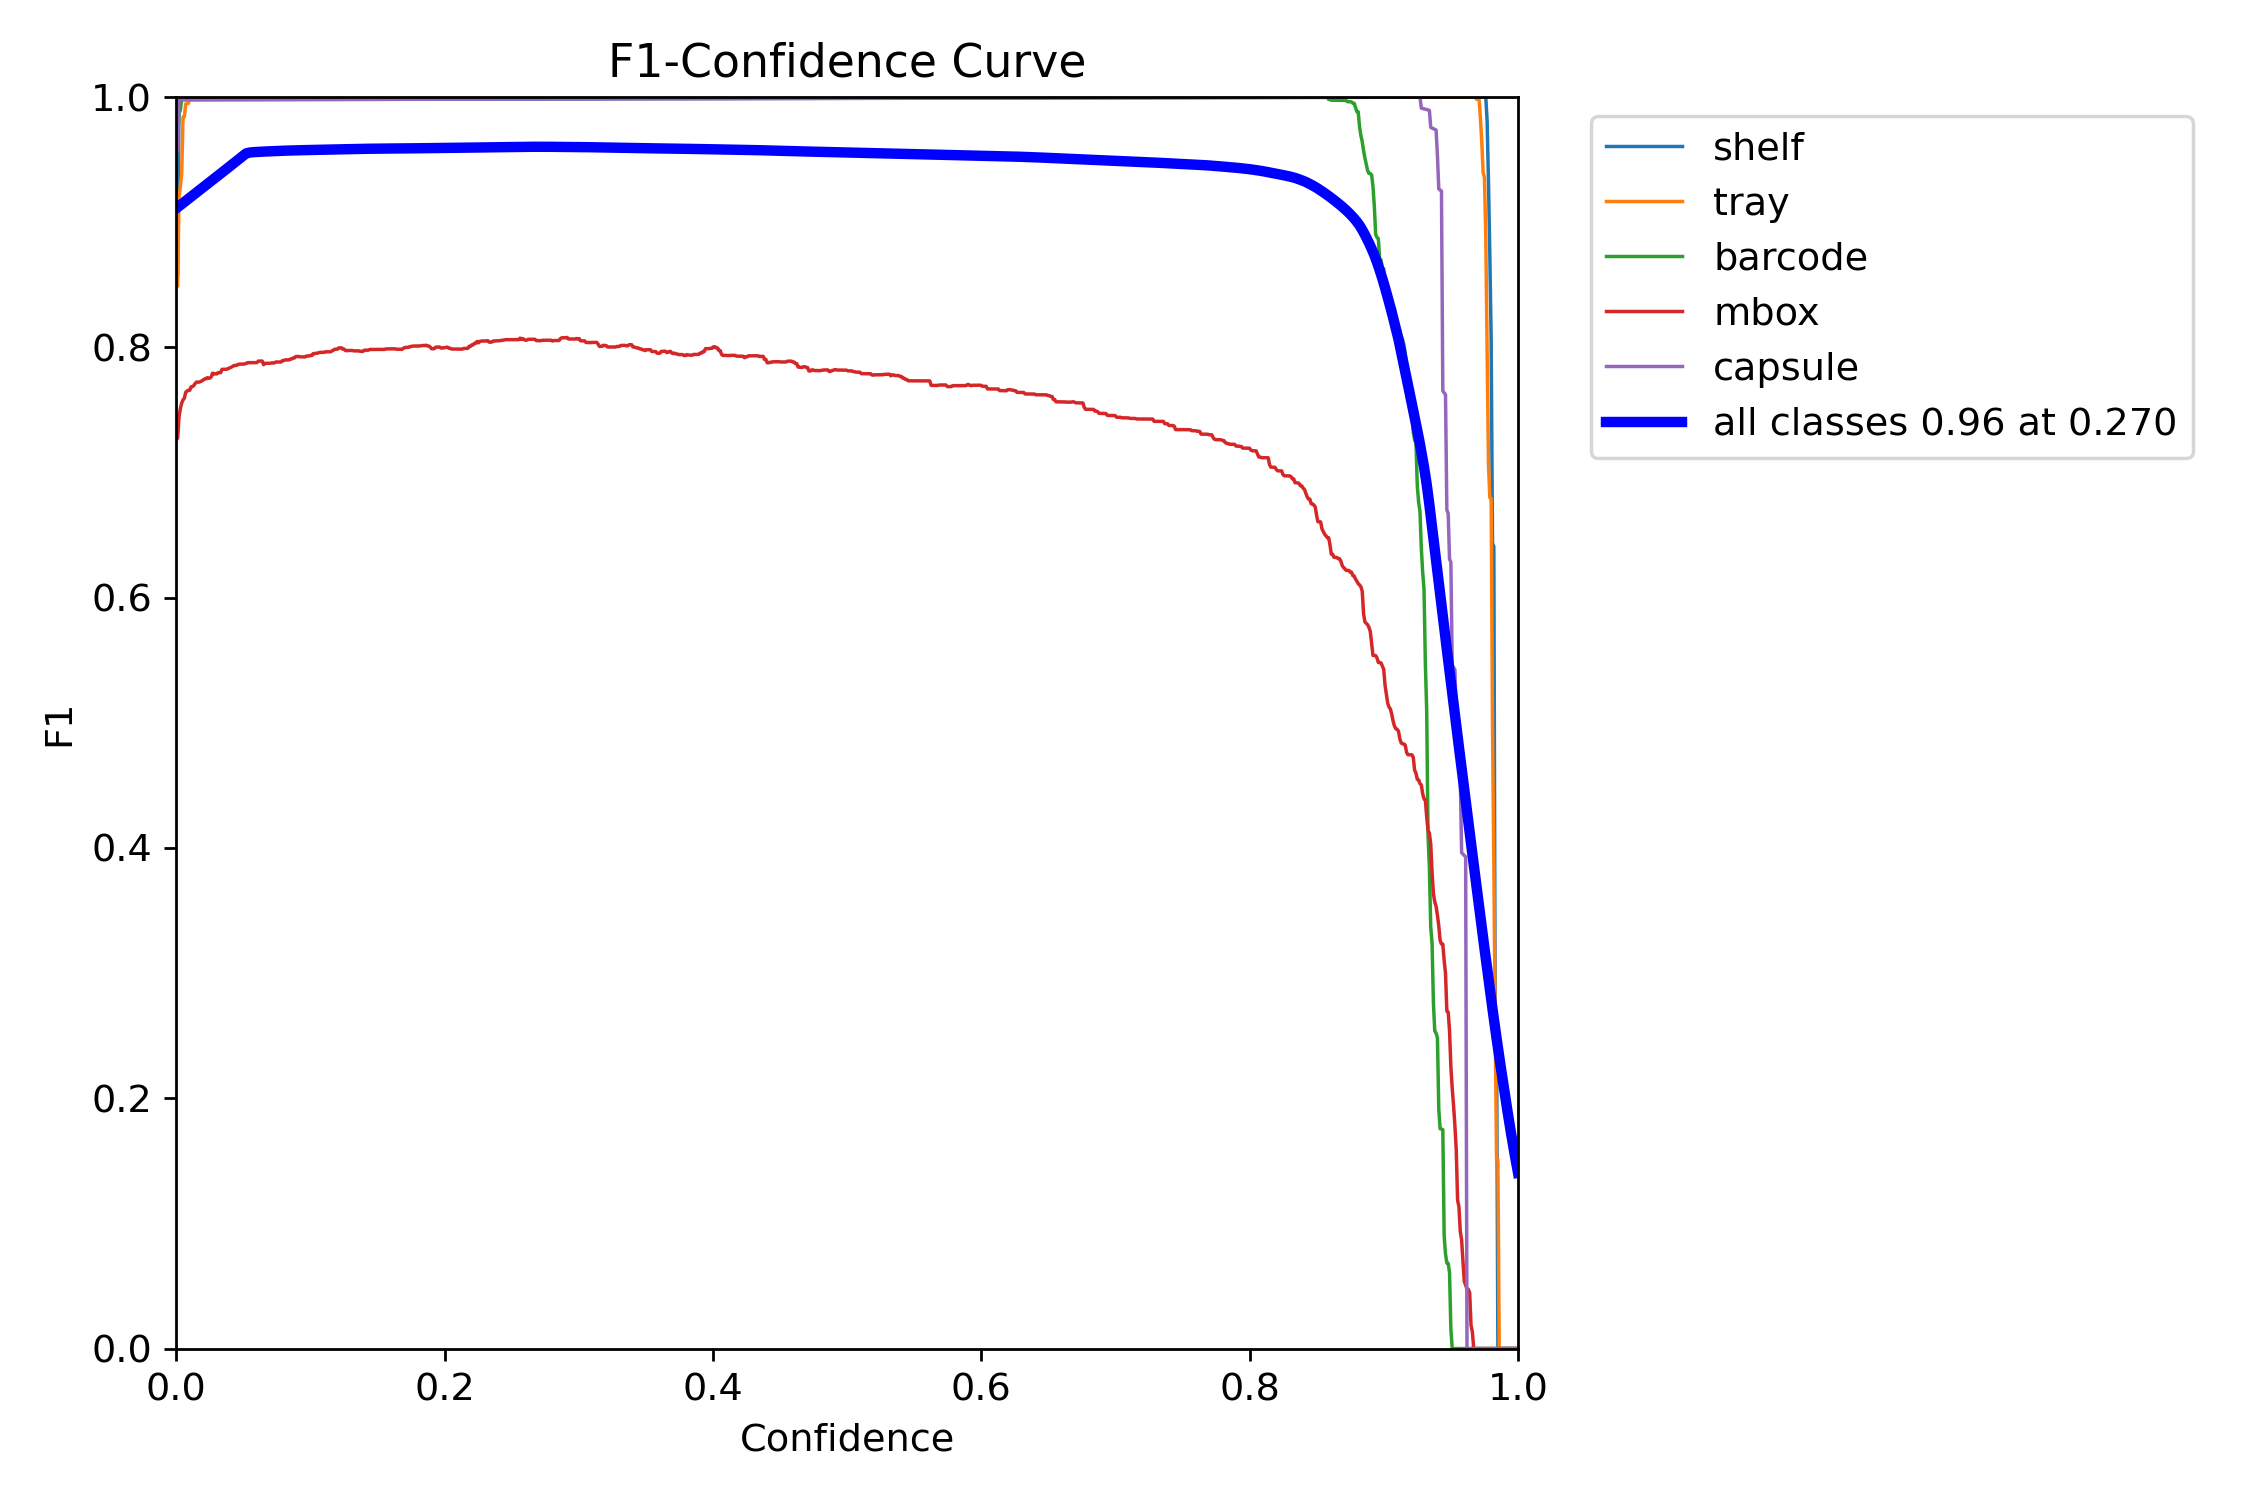 F1-Confidence Curve
1.0
0.8
0.6
0.4
0.2
0.0
F1
0.0 0.2 0.4 0.6 0.8 1.0
Confidence
shelf
tray
barcode
mbox
capsule
all classes 0.96 at 0.270